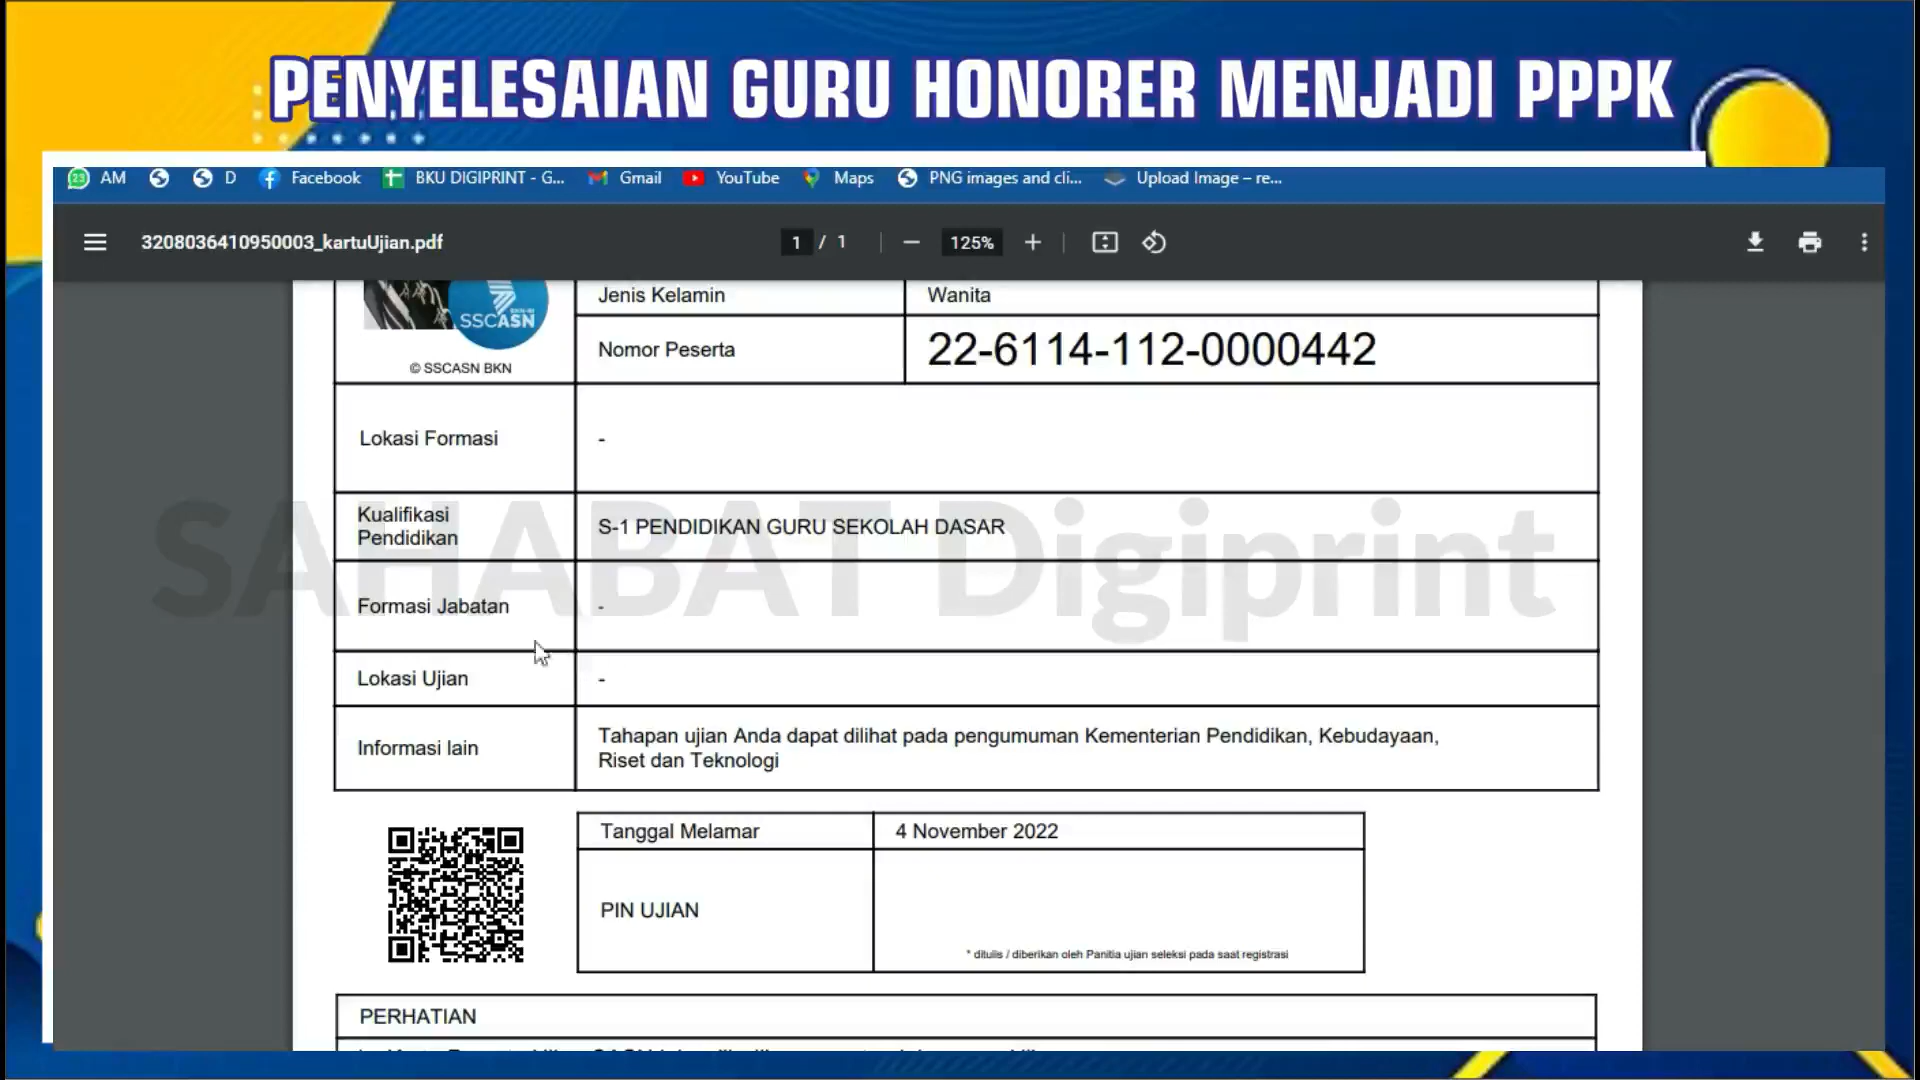 PENYELESAIAN GURU HONORER MENJADI PPPK
23 AM D Facebook BKU DIGIPRINT - G... Gmail YouTube Maps PNG images and cli... Upload Image – re...
3208036410950003_kartuUjian.pdf 1 / 1 125%
SSCASN
© SSCASN BKN
Jenis Kelamin Wanita
Nomor Peserta 22-6114-112-0000442
Lokasi Formasi -
Kualifikasi
Pendidikan
S-1 PENDIDIKAN GURU SEKOLAH DASAR
SAHABAT Digiprint
Formasi Jabatan -
Lokasi Ujian -
Informasi lain
Tahapan ujian Anda dapat dilihat pada pengumuman Kementerian Pendidikan, Kebudayaan,
Riset dan Teknologi
Tanggal Melamar 4 November 2022
PIN UJIAN
* ditulis / diberikan oleh Panitia ujian seleksi pada saat registrasi
PERHATIAN